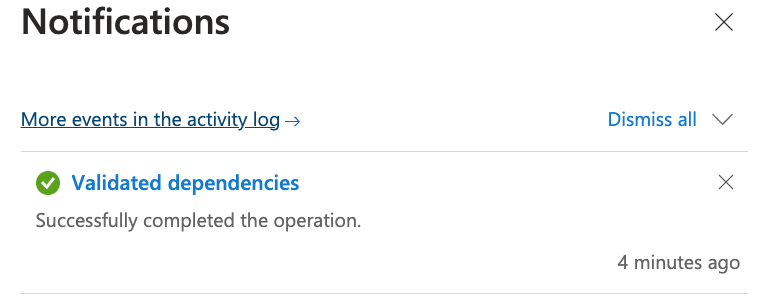 Notifications
More events in the activity log →
Dismiss all
Validated dependencies
Successfully completed the operation.
4 minutes ago